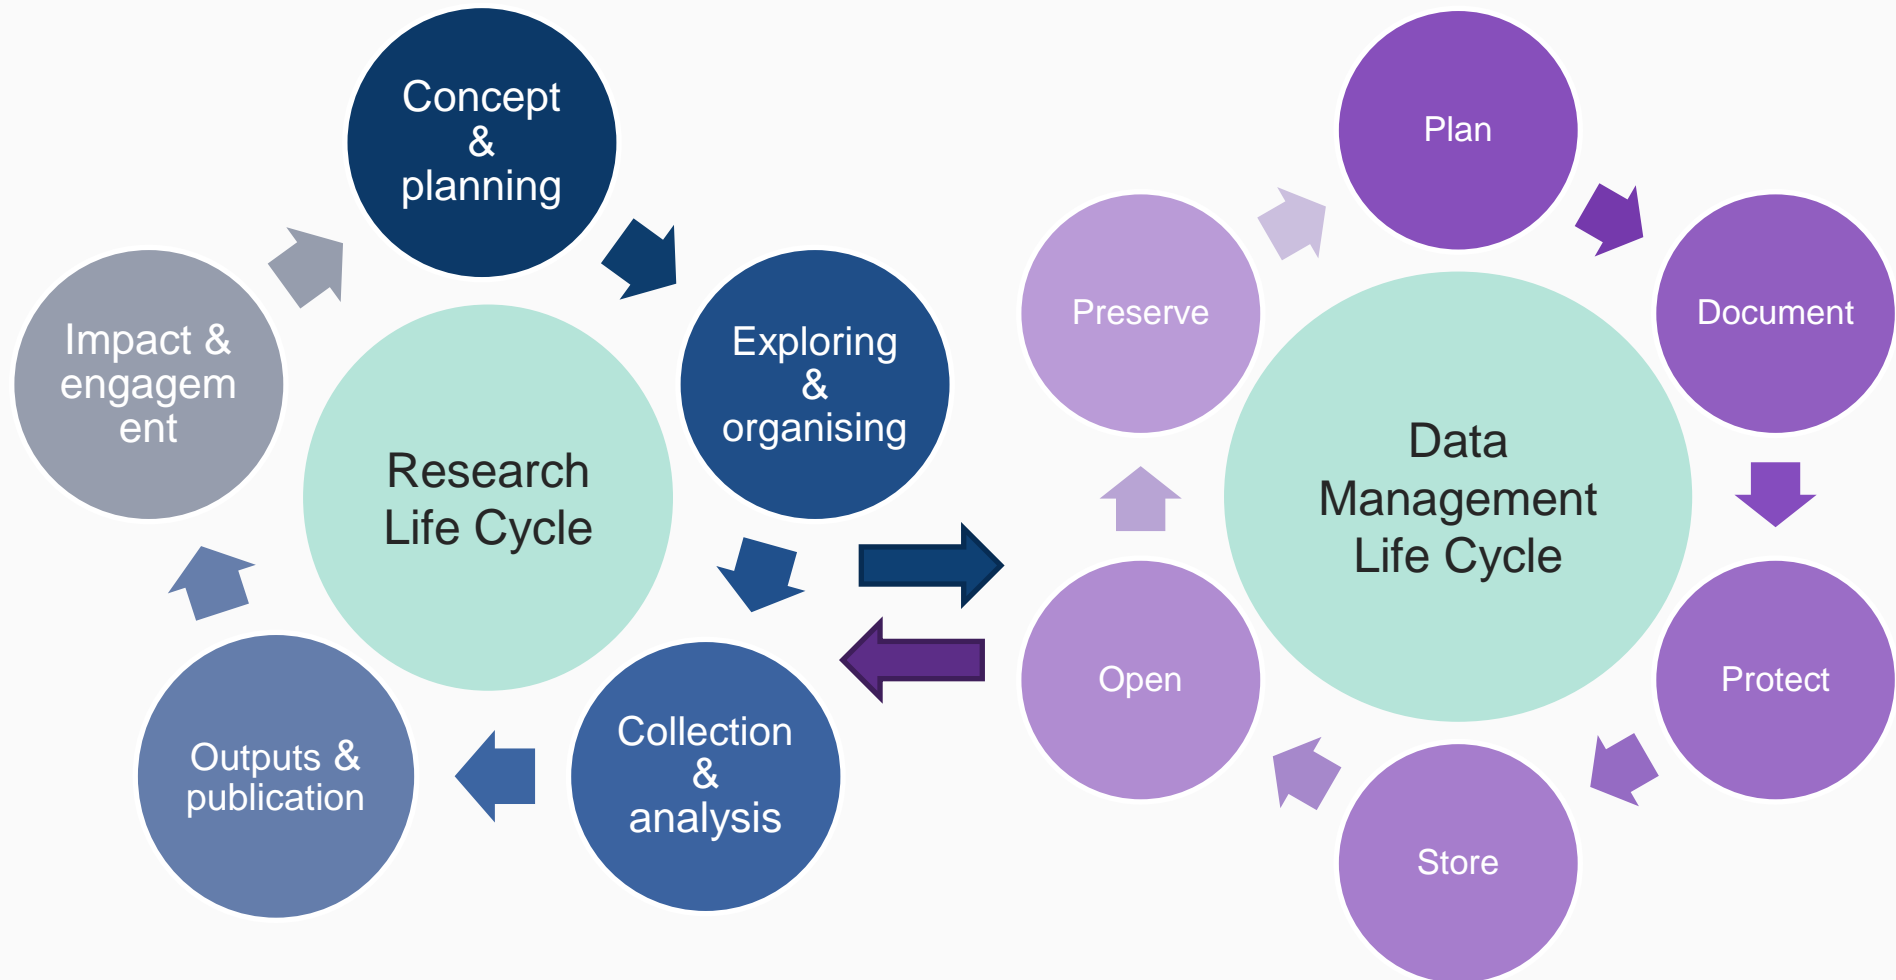 Concept
&
planning
Exploring
&
organising
Collection
&
analysis
Outputs &
publication
Impact &
engagem
ent
Research
Life Cycle
Plan
Document
Protect
Store
Open
Preserve
Data
Management
Life Cycle